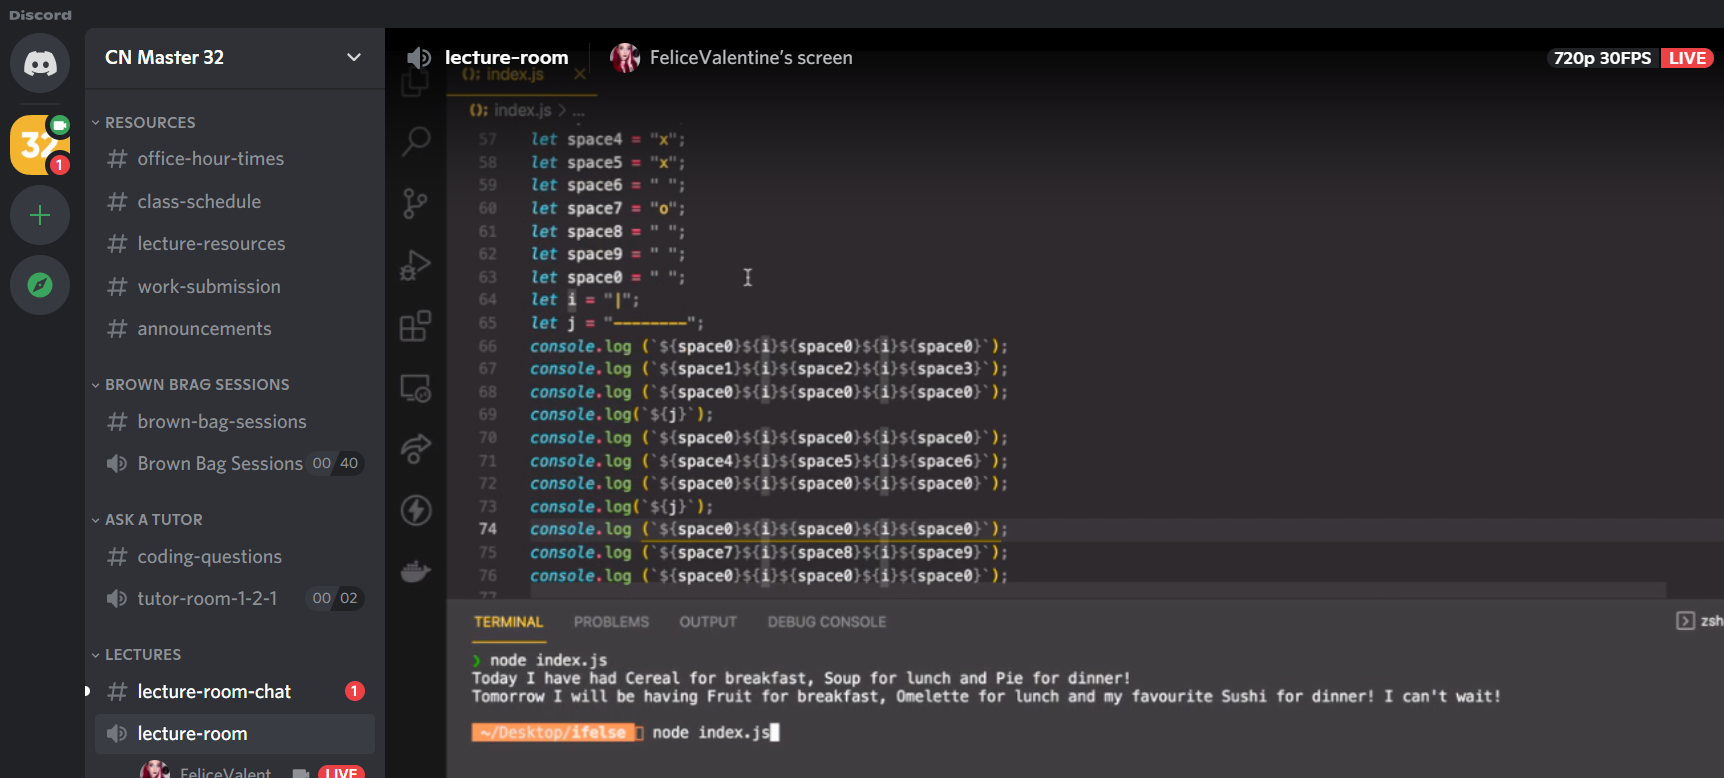 Discord
CN Master 32
lecture-room
FeliceValentine's screen
720p 30FPS
LIVE
32
1
RESOURCES
# office-hour-times
# class-schedule
# lecture-resources
# work-submission
# announcements
BROWN BRAG SESSIONS
# brown-bag-sessions
Brown Bag Sessions 00 40
ASK A TUTOR
# coding-questions
tutor-room-1-2-1 00 02
LECTURES
# lecture-room-chat 1
lecture-room
FeliceValent LIVE
index.js ×
index.js > ...
57 let space4 = "x";
58 let space5 = "x";
59 let space6 = " ";
60 let space7 = "o";
61 let space8 = " ";
62 let space9 = " ";
63 let space0 = " ";
64 let i = "|";
65 let j = "--------";
66 console.log (`${space0}${i}${space0}${i}${space0}`);
67 console.log (`${space1}${i}${space2}${i}${space3}`);
68 console.log (`${space0}${i}${space0}${i}${space0}`);
69 console.log(`${j}`);
70 console.log (`${space0}${i}${space0}${i}${space0}`);
71 console.log (`${space4}${i}${space5}${i}${space6}`);
72 console.log (`${space0}${i}${space0}${i}${space0}`);
73 console.log(`${j}`);
74 console.log (`${space0}${i}${space0}${i}${space0}`);
75 console.log (`${space7}${i}${space8}${i}${space9}`);
76 console.log (`${space0}${i}${space0}${i}${space0}`);
77
TERMINAL PROBLEMS OUTPUT DEBUG CONSOLE
zsh
❯ node index.js
Today I have had Cereal for breakfast, Soup for lunch and Pie for dinner!
Tomorrow I will be having Fruit for breakfast, Omelette for lunch and my favourite Sushi for dinner! I can't wait!
~/Desktop/ifelse node index.js